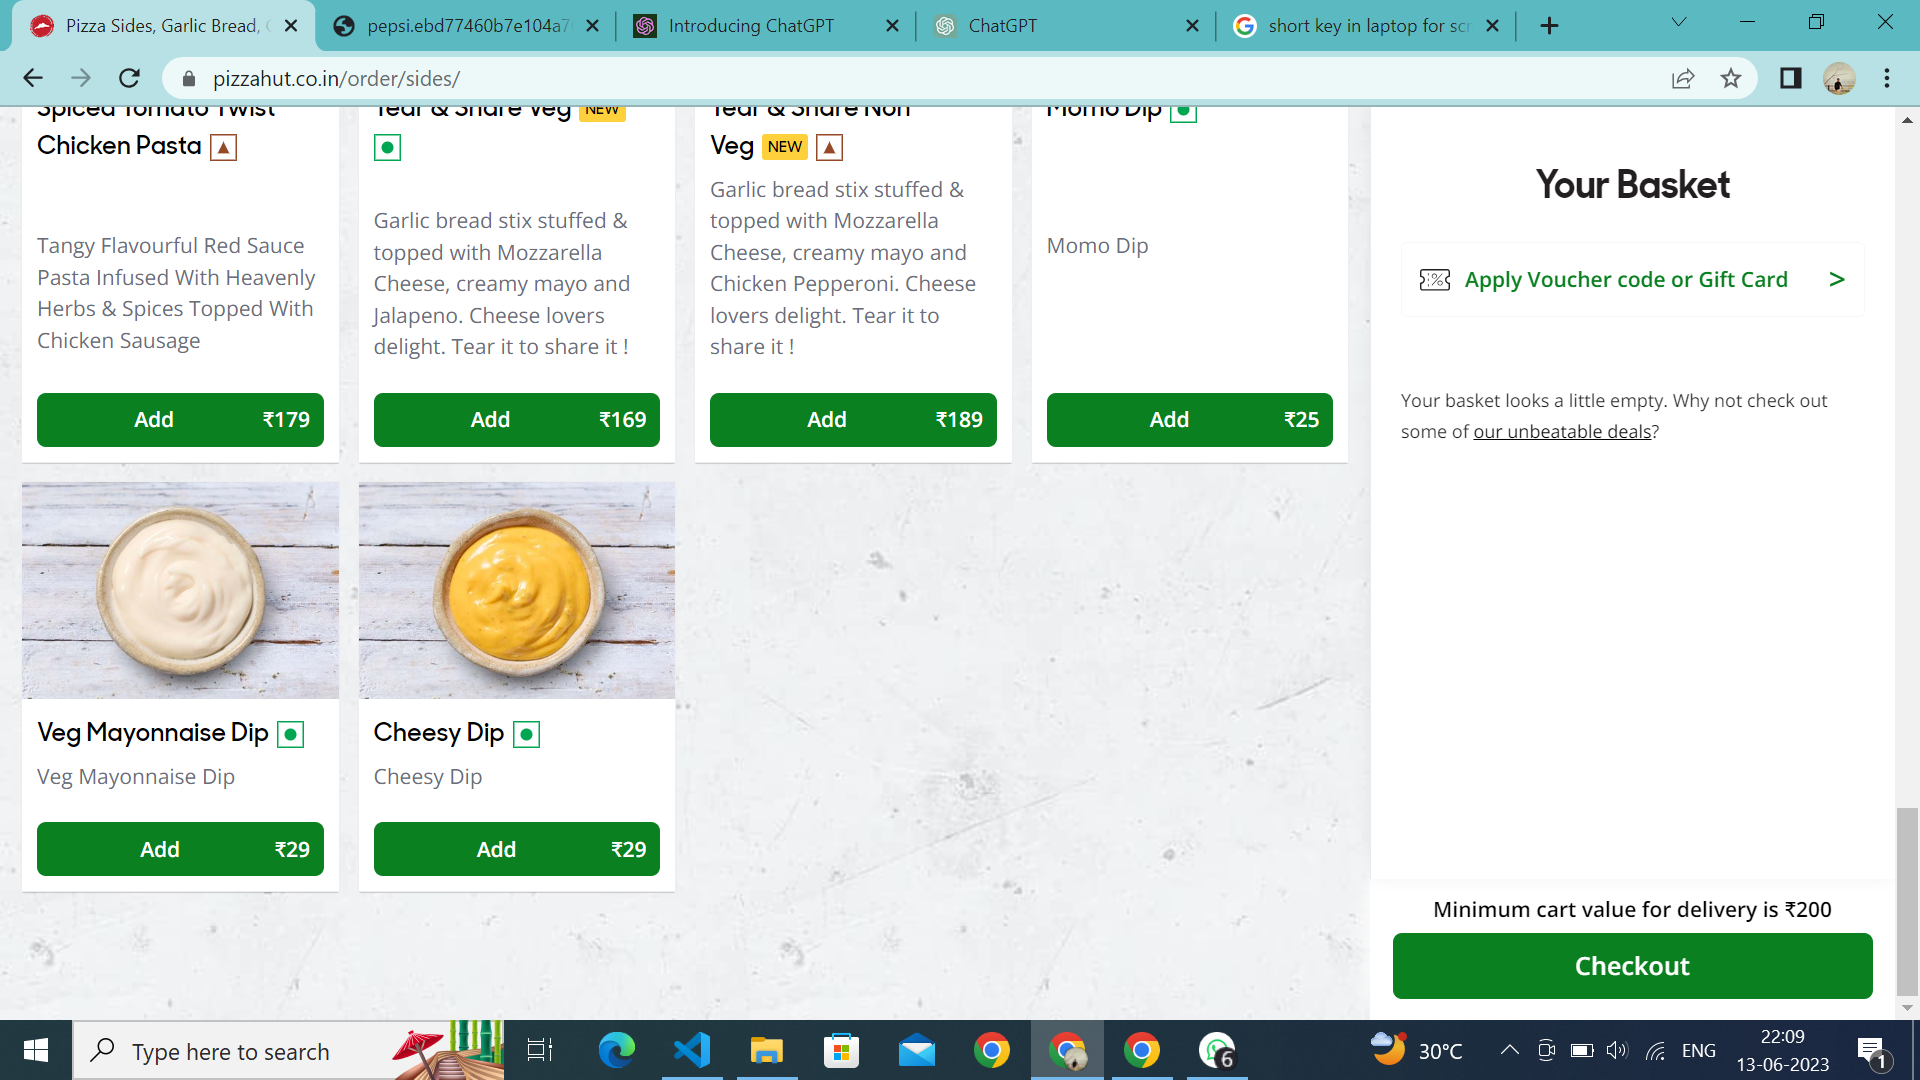 Pizza Sides, Garlic Bread,
pepsi.ebd77460b7e104a7
Introducing ChatGPT
ChatGPT
short key in laptop for scr
pizzahut.co.in/order/sides/
Spiced Tomato Twist
Chicken Pasta
Tangy Flavourful Red Sauce
Pasta Infused With Heavenly
Herbs & Spices Topped With
Chicken Sausage
Add ₹179
Tear & Share Veg NEW
Garlic bread stix stuffed &
topped with Mozzarella
Cheese, creamy mayo and
Jalapeno. Cheese lovers
delight. Tear it to share it !
Add ₹169
Tear & Share Non
Veg NEW
Garlic bread stix stuffed &
topped with Mozzarella
Cheese, creamy mayo and
Chicken Pepperoni. Cheese
lovers delight. Tear it to
share it !
Add ₹189
Momo Dip
Momo Dip
Add ₹25
Veg Mayonnaise Dip
Veg Mayonnaise Dip
Add ₹29
Cheesy Dip
Cheesy Dip
Add ₹29
Your Basket
Apply Voucher code or Gift Card >
Your basket looks a little empty. Why not check out
some of our unbeatable deals?
Minimum cart value for delivery is ₹200
Checkout
Type here to search
6
30°C
ENG
22:09
13-06-2023
1